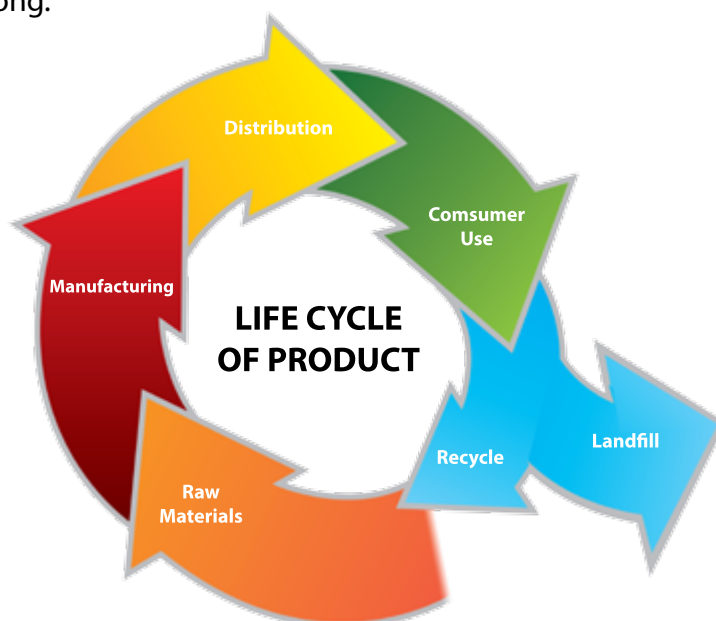 ong.
Distribution
Comsumer
Use
Manufacturing
LIFE CYCLE
OF PRODUCT
Recycle
Landfill
Raw
Materials